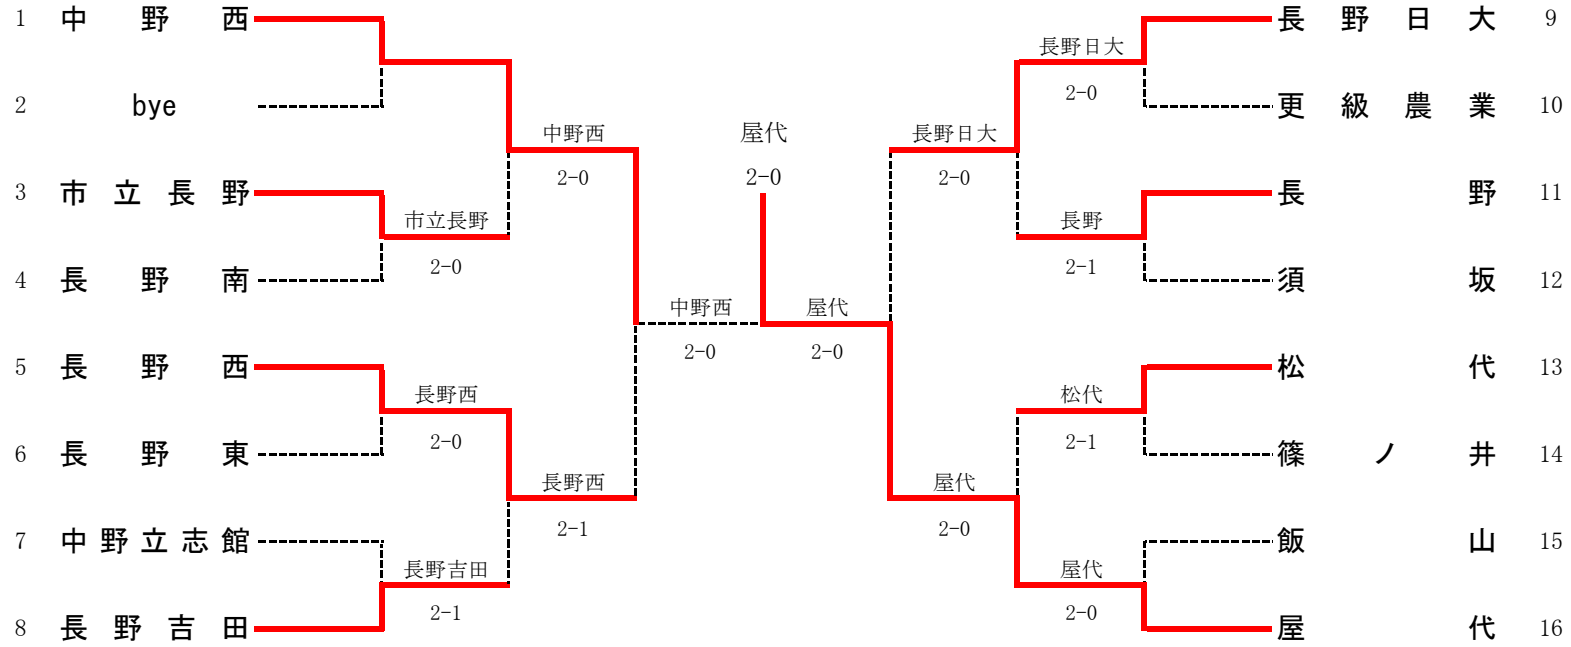 1 中野西
長野日大 9
長野日大
2 bye
2-0
更級農業 10
中野西
屋代
長野日大
2-0
2-0
2-0
3 市立長野
長野 11
市立長野
長野
2-0
2-1
4 長野南
須坂 12
中野西
屋代
2-0
2-0
5 長野西
松代 13
長野西
松代
2-0
2-1
6 長野東
篠ノ井 14
長野西
屋代
2-1
2-0
7 中野立志館
飯山 15
長野吉田
屋代
2-1
2-0
8 長野吉田
屋代 16